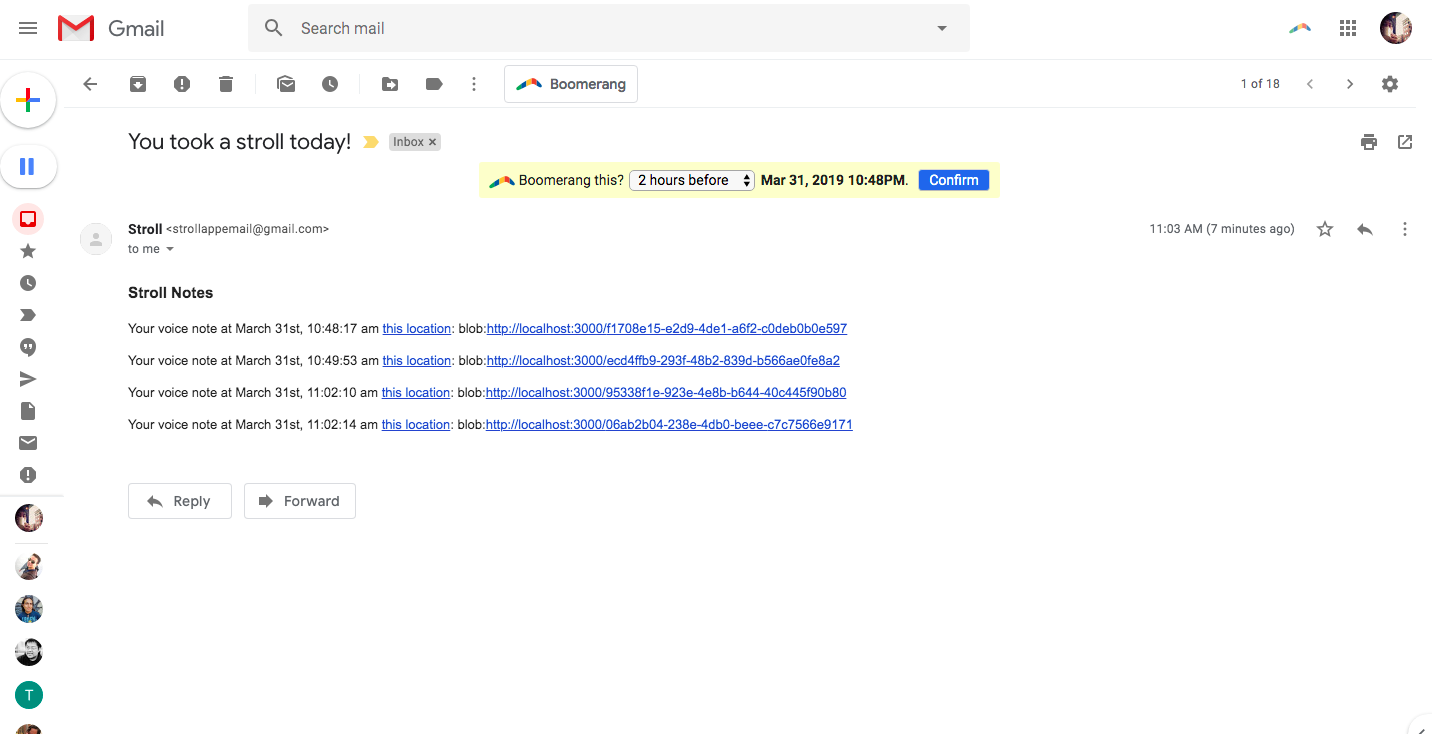 Gmail
Search mail
Boomerang
1 of 18
You took a stroll today!
Inbox ×
Boomerang this? 2 hours before Mar 31, 2019 10:48PM. Confirm
Stroll <strollappemail@gmail.com>
11:03 AM (7 minutes ago)
to me
Stroll Notes
Your voice note at March 31st, 10:48:17 am this location: blob:http://localhost:3000/f1708e15-e2d9-4de1-a6f2-c0deb0b0e597
Your voice note at March 31st, 10:49:53 am this location: blob:http://localhost:3000/ecd4ffb9-293f-48b2-839d-b566ae0fe8a2
Your voice note at March 31st, 11:02:10 am this location: blob:http://localhost:3000/95338f1e-923e-4e8b-b644-40c445f90b80
Your voice note at March 31st, 11:02:14 am this location: blob:http://localhost:3000/06ab2b04-238e-4db0-beee-c7c7566e9171
Reply
Forward
T